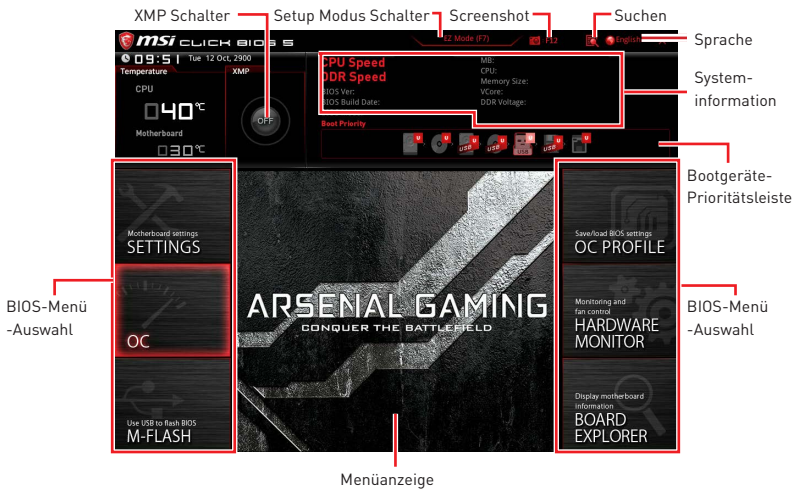 XMP Schalter
Setup Modus Schalter
Screenshot
Suchen
Sprache
msi CLICK BIOS 5
EZ Mode (F7)
F12
English
09:51 Tue 12 Oct, 2900
Temperature
CPU
40°C
Motherboard
30°C
XMP
OFF
CPU Speed
DDR Speed
BIOS Ver:
BIOS Build Date:
MB:
CPU:
Memory Size:
VCore:
DDR Voltage:
System-
information
Boot Priority
U U U U U U U
USB USB USB USB
Bootgeräte-
Prioritätsleiste
Motherboard settings
SETTINGS
OC
Use USB to flash BIOS
M-FLASH
BIOS-Menü
-Auswahl
ARSENAL GAMING
CONQUER THE BATTLEFIELD
Save/load BIOS settings
OC PROFILE
Monitoring and
fan control
HARDWARE
MONITOR
Display motherboard
information
BOARD
EXPLORER
BIOS-Menü
-Auswahl
Menüanzeige